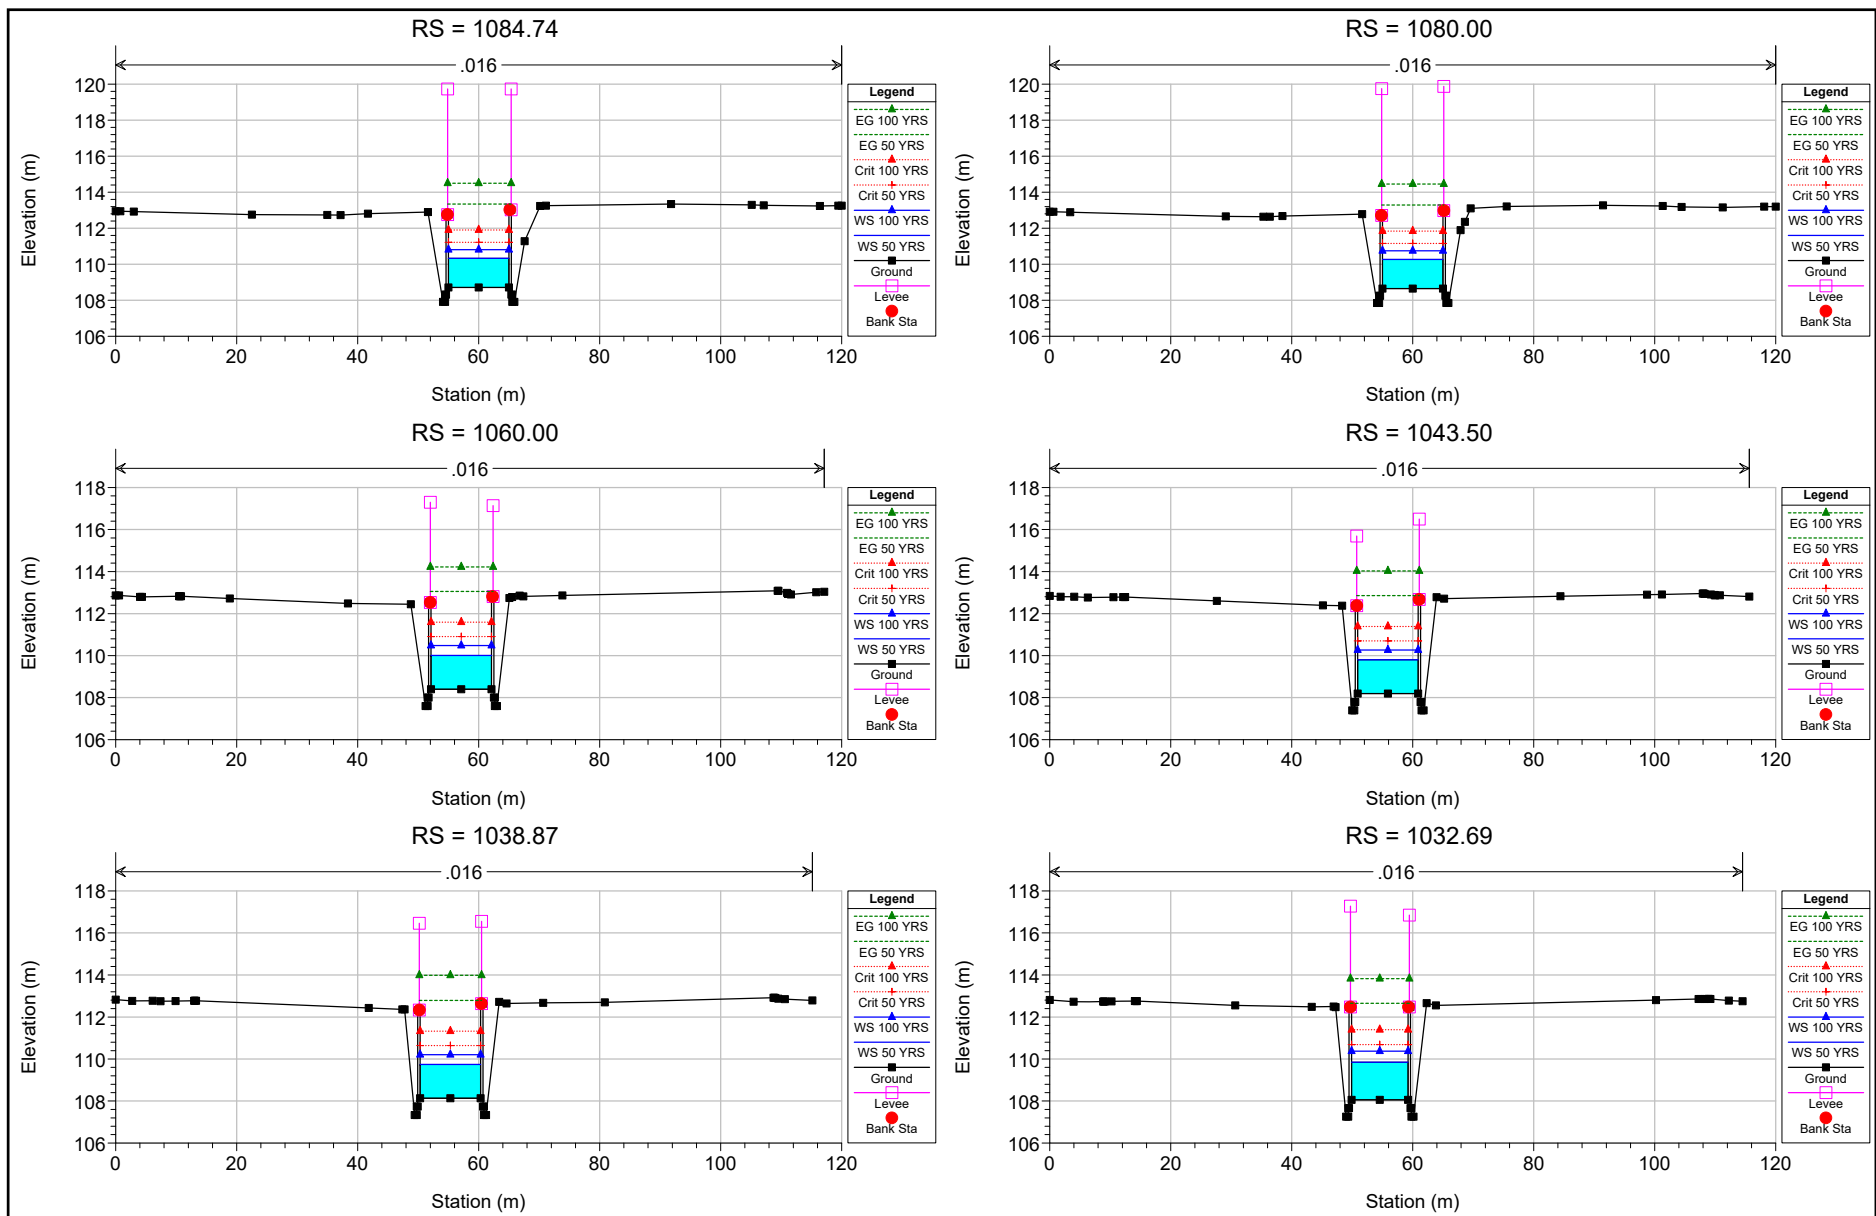 RS = 1084.74
.016
Elevation (m)
120
118
116
114
112
110
108
106
0 20 40 60 80 100 120
Station (m)
Legend
EG 100 YRS
EG 50 YRS
Crit 100 YRS
Crit 50 YRS
WS 100 YRS
WS 50 YRS
Ground
Levee
Bank Sta
RS = 1080.00
.016
Elevation (m)
120
118
116
114
112
110
108
106
0 20 40 60 80 100 120
Station (m)
Legend
EG 100 YRS
EG 50 YRS
Crit 100 YRS
Crit 50 YRS
WS 100 YRS
WS 50 YRS
Ground
Levee
Bank Sta
RS = 1060.00
.016
Elevation (m)
118
116
114
112
110
108
106
0 20 40 60 80 100 120
Station (m)
Legend
EG 100 YRS
EG 50 YRS
Crit 100 YRS
Crit 50 YRS
WS 100 YRS
WS 50 YRS
Ground
Levee
Bank Sta
RS = 1043.50
.016
Elevation (m)
118
116
114
112
110
108
106
0 20 40 60 80 100 120
Station (m)
Legend
EG 100 YRS
EG 50 YRS
Crit 100 YRS
Crit 50 YRS
WS 100 YRS
WS 50 YRS
Ground
Levee
Bank Sta
RS = 1038.87
.016
Elevation (m)
118
116
114
112
110
108
106
0 20 40 60 80 100 120
Station (m)
Legend
EG 100 YRS
EG 50 YRS
Crit 100 YRS
Crit 50 YRS
WS 100 YRS
WS 50 YRS
Ground
Levee
Bank Sta
RS = 1032.69
.016
Elevation (m)
118
116
114
112
110
108
106
0 20 40 60 80 100 120
Station (m)
Legend
EG 100 YRS
EG 50 YRS
Crit 100 YRS
Crit 50 YRS
WS 100 YRS
WS 50 YRS
Ground
Levee
Bank Sta